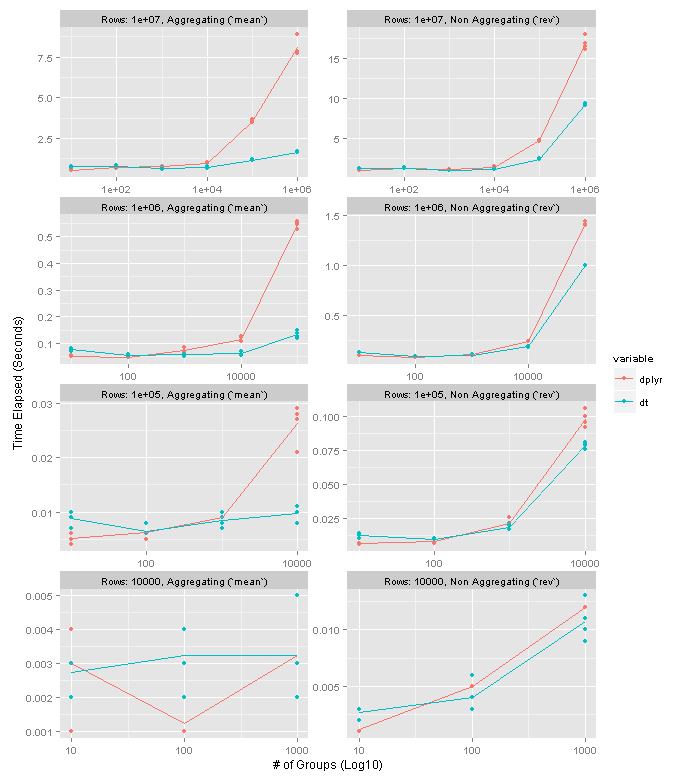 Rows: 1e+07, Aggregating (`mean`)
Rows: 1e+07, Non Aggregating (`rev`)
7.5
5.0
2.5
15
10
5
1e+02
1e+04
1e+06
1e+02
1e+04
1e+06
Rows: 1e+06, Aggregating (`mean`)
Rows: 1e+06, Non Aggregating (`rev`)
0.6
0.5
0.4
0.3
0.2
0.1
1.5
1.0
0.5
100
10000
100
10000
Time Elapsed (Seconds)
variable
dplyr
dt
Rows: 1e+05, Aggregating (`mean`)
Rows: 1e+05, Non Aggregating (`rev`)
0.03
0.02
0.01
0.100
0.075
0.050
0.025
100
10000
100
10000
Rows: 10000, Aggregating (`mean`)
Rows: 10000, Non Aggregating (`rev`)
0.005
0.004
0.003
0.002
0.001
0.010
0.005
10
100
1000
10
100
1000
# of Groups (Log10)